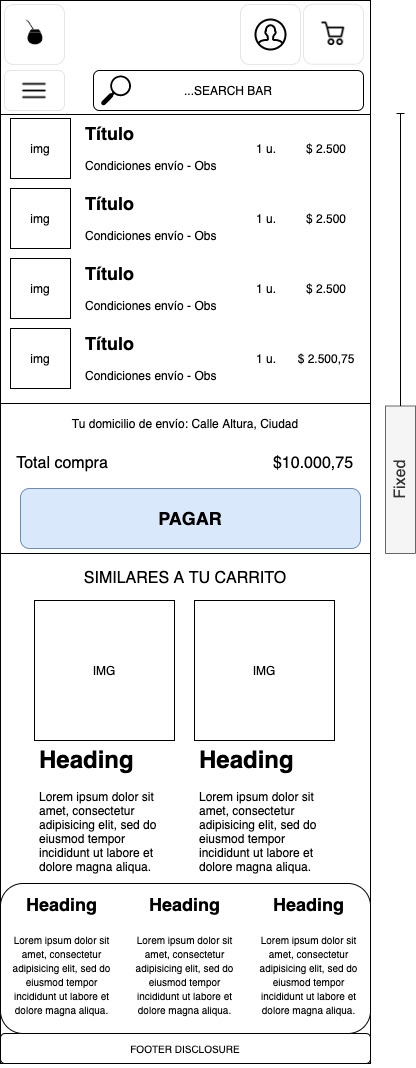 ...SEARCH BAR
img
Título
Condiciones envío - Obs
1 u.
$ 2.500
img
Título
Condiciones envío - Obs
1 u.
$ 2.500
img
Título
Condiciones envío - Obs
1 u.
$ 2.500
img
Título
Condiciones envío - Obs
1 u.
$ 2.500,75
Tu domicilio de envío: Calle Altura, Ciudad
Total compra
$10.000,75
PAGAR
Fixed
SIMILARES A TU CARRITO
IMG
Heading
Lorem ipsum dolor sit
amet, consectetur
adipisicing elit, sed do
eiusmod tempor
incididunt ut labore et
dolore magna aliqua.
IMG
Heading
Lorem ipsum dolor sit
amet, consectetur
adipisicing elit, sed do
eiusmod tempor
incididunt ut labore et
dolore magna aliqua.
Heading
Lorem ipsum dolor sit
amet, consectetur
adipisicing elit, sed do
eiusmod tempor
incididunt ut labore et
dolore magna aliqua.
Heading
Lorem ipsum dolor sit
amet, consectetur
adipisicing elit, sed do
eiusmod tempor
incididunt ut labore et
dolore magna aliqua.
Heading
Lorem ipsum dolor sit
amet, consectetur
adipisicing elit, sed do
eiusmod tempor
incididunt ut labore et
dolore magna aliqua.
FOOTER DISCLOSURE